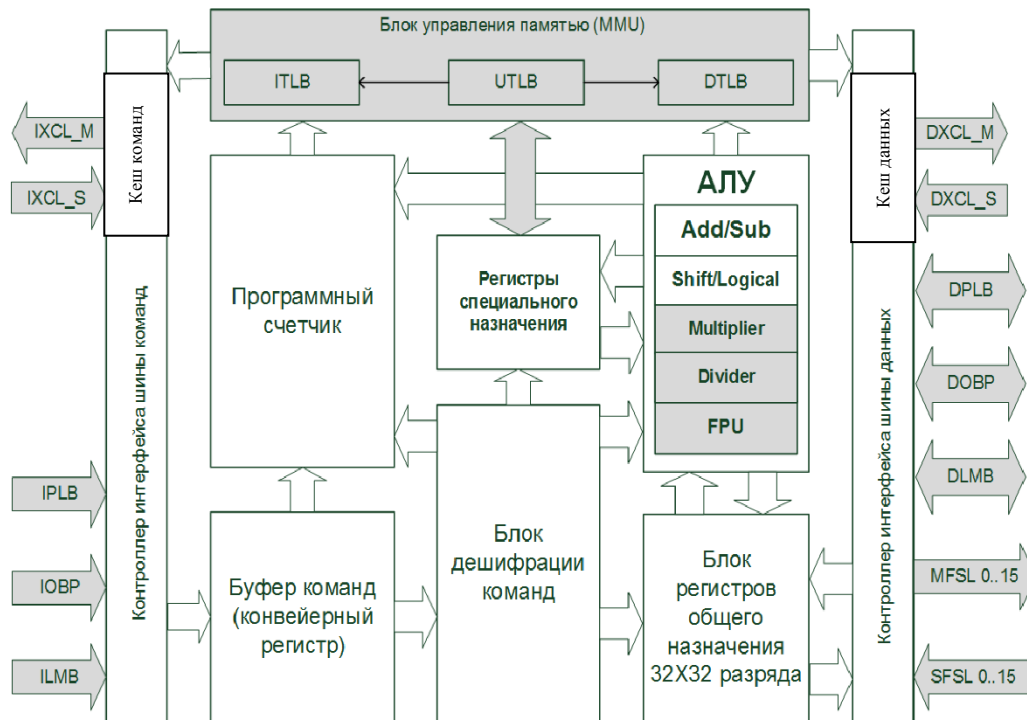 Блок управления памятью (MMU)
ITLB
UTLB
DTLB
IXCL_M
IXCL_S
Кеш команд
Контроллер интерфейса шины команд
IPLB
IOBP
ILMB
Программный
счетчик
Регистры
специального
назначения
АЛУ
Add/Sub
Shift/Logical
Multiplier
Divider
FPU
Буфер команд
(конвейерный
регистр)
Блок
дешифрации
команд
Блок
регистров
общего
назначения
32X32 разряда
Кеш данных
Контроллер интерфейса шины данных
DXCL_M
DXCL_S
DPLB
DOBP
DLMB
MFSL 0..15
SFSL 0..15